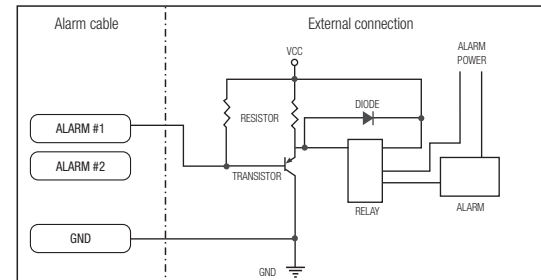 Alarm cable
External connection
VCC
ALARM
POWER
DIODE
RESISTOR
ALARM #1
ALARM #2
TRANSISTOR
RELAY
ALARM
GND
GND